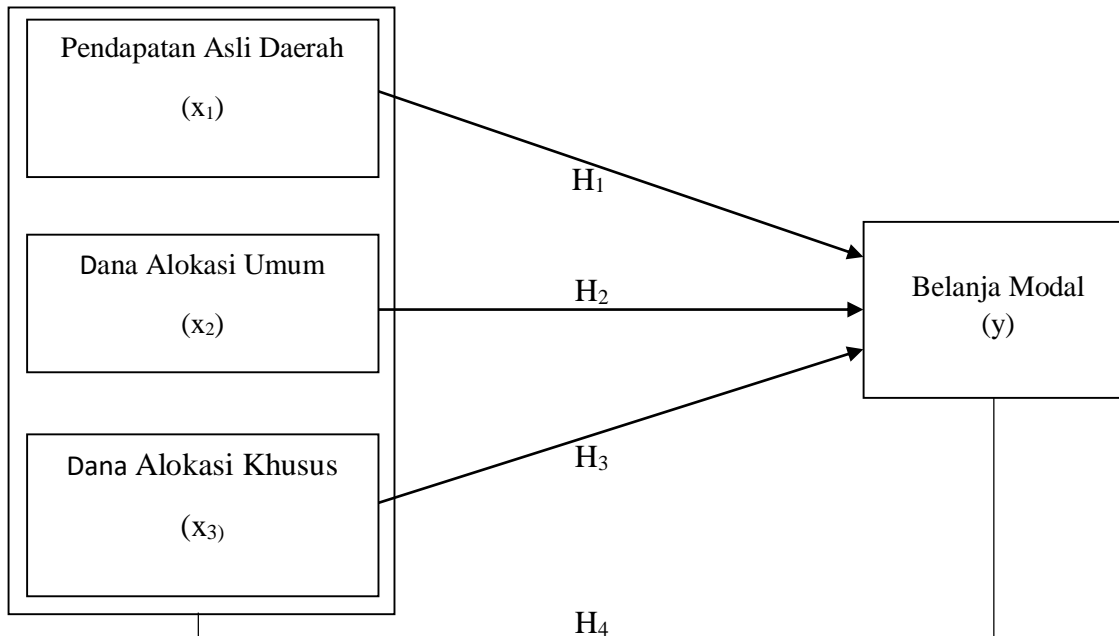 Pendapatan Asli Daerah
(x₁)
H₁
Dana Alokasi Umum
(x₂)
H₂
Belanja Modal
(y)
Dana Alokasi Khusus
(x₃)
H₃
H₄